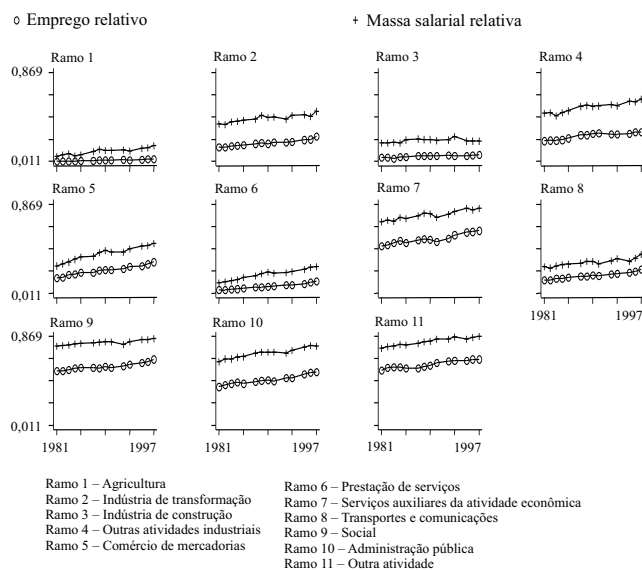 Emprego relativo
Massa salarial relativa
Ramo 1
Ramo 2
Ramo 3
Ramo 4
0,869
0,011
Ramo 5
Ramo 6
Ramo 7
Ramo 8
0,869
0,011
1981
1997
Ramo 9
Ramo 10
Ramo 11
0,869
0,011
1981
1997
1981
1997
1981
1997
Ramo 1 – Agricultura
Ramo 2 – Indústria de transformação
Ramo 3 – Indústria de construção
Ramo 4 – Outras atividades industriais
Ramo 5 – Comércio de mercadorias
Ramo 6 – Prestação de serviços
Ramo 7 – Serviços auxiliares da atividade econômica
Ramo 8 – Transportes e comunicações
Ramo 9 – Social
Ramo 10 – Administração pública
Ramo 11 – Outra atividade